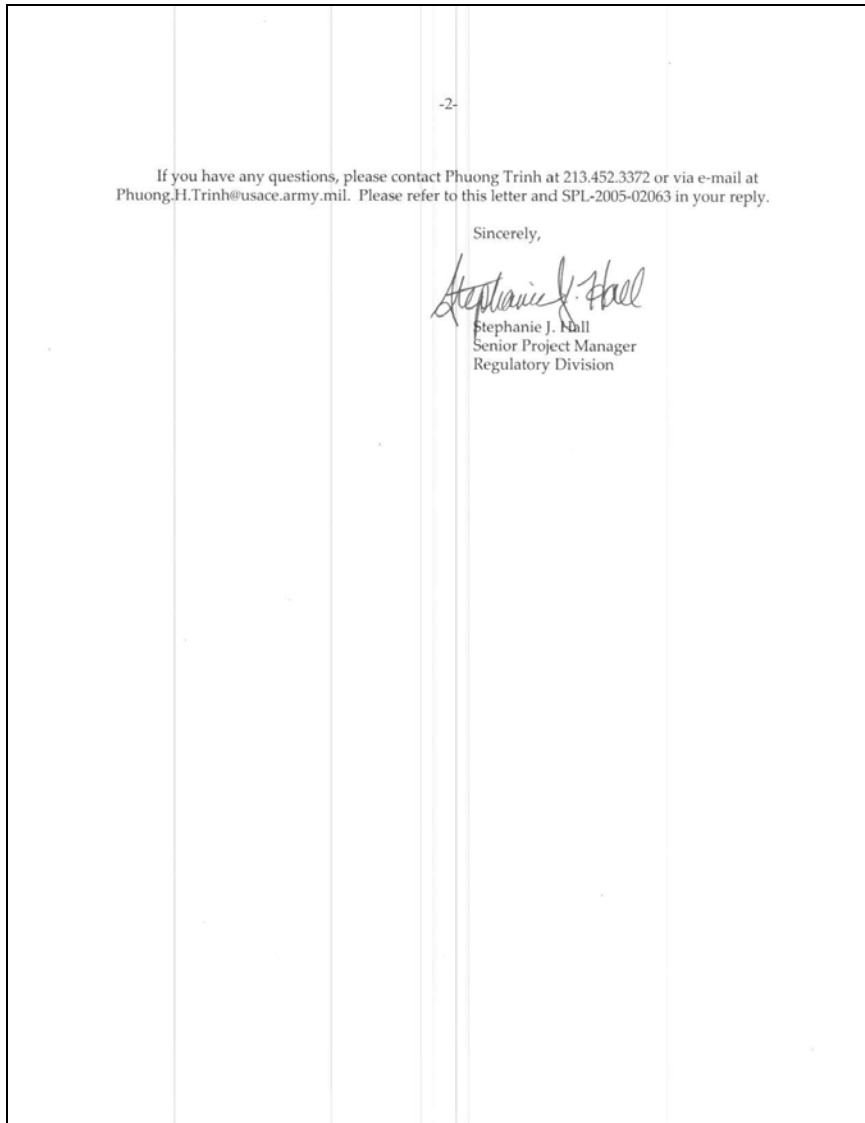 -2-
If you have any questions, please contact Phuong Trinh at 213.452.3372 or via e-mail at
Phuong.H.Trinh@usace.army.mil. Please refer to this letter and SPL-2005-02063 in your reply.
Sincerely,
Stephanie J. Hall
Stephanie J. Hall
Senior Project Manager
Regulatory Division